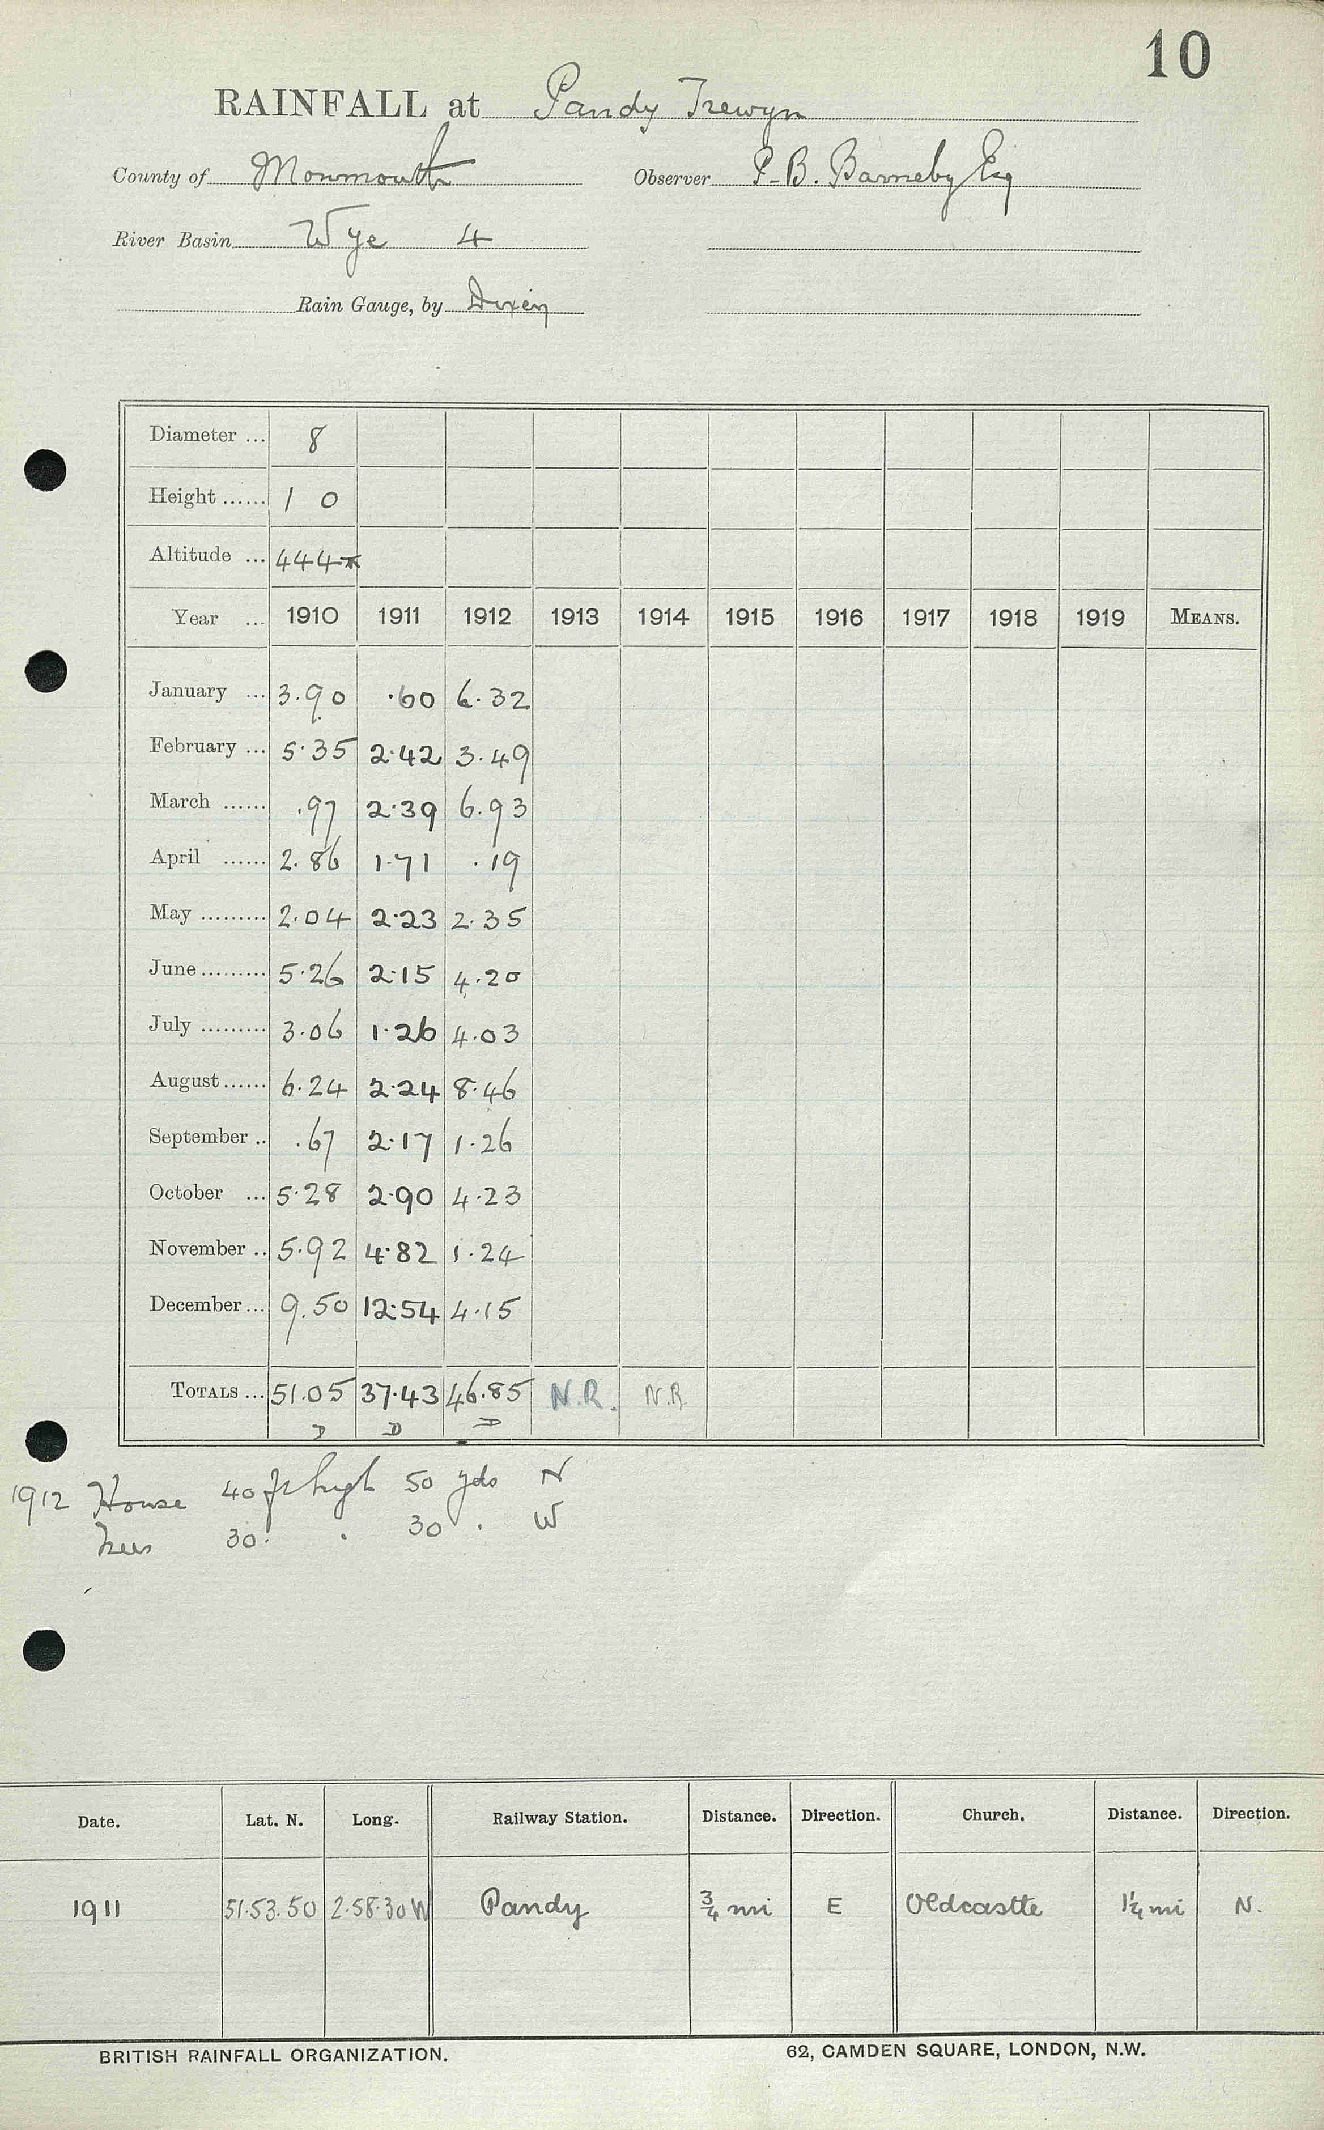 10
RAINFALL at Pandy Trewyn
County of Monmouth Observer P. B. Barneby Esq
River Basin Wye 4
Rain Gauge, by
Diameter ... 8
Height ...... 1 0
Altitude ... 444
Year ... 1910 1911 1912 1913 1914 1915 1916 1917 1918 1919 MEANS.
January ... 3.90 .60 6.32
February ... 5.35 2.42 3.49
March ...... .97 2.39 6.93
April ...... 2.86 1.71 .19
May ......... 2.04 2.23 2.35
June ......... 5.26 2.15 4.20
July ......... 3.06 1.26 4.03
August ...... 6.24 2.24 8.46
September .. .67 2.17 1.26
October ... 5.28 2.90 4.23
November .. 5.92 4.82 1.24
December ... 9.50 12.54 4.15
TOTALS ... 51.05 37.43 46.85 N.R. N.R.
D D D
1912 House 40 ft high 50 yds N
Trees 30 . 30 . W
Date. Lat. N. Long. Railway Station. Distance. Direction. Church. Distance. Direction.
1911 51.53.50 2.58.30W Pandy ¾ mi E Oldcastle 1¼ mi N.
BRITISH RAINFALL ORGANIZATION. 62, CAMDEN SQUARE, LONDON, N.W.